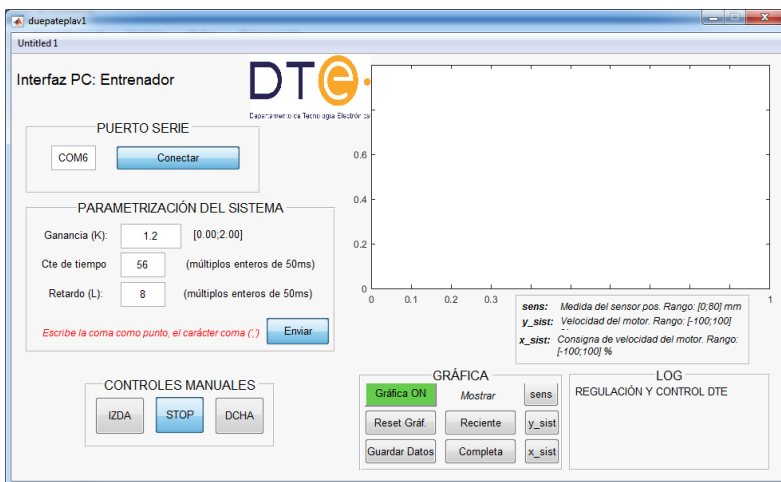 duepateplav1
Untitled 1
Interfaz PC: Entrenador
DTe
Departamento de Tecnología Electrónica
PUERTO SERIE
COM6
Conectar
PARAMETRIZACIÓN DEL SISTEMA
Ganancia (K):
1.2
[0.00;2.00]
Cte de tiempo
56
(múltiplos enteros de 50ms)
Retardo (L):
8
(múltiplos enteros de 50ms)
Escribe la coma como punto, el carácter coma (',')
Enviar
CONTROLES MANUALES
IZDA
STOP
DCHA
0.6
0.4
0.2
0
0
0.1
0.2
0.3
1
sens: Medida del sensor pos. Rango: [0;80] mm
y_sist: Velocidad del motor. Rango: [-100;100]
x_sist: Consigna de velocidad del motor. Rango:
[-100;100] %
GRÁFICA
Gráfica ON
Mostrar
sens
Reset Gráf.
Reciente
y_sist
Guardar Datos
Completa
x_sist
LOG
REGULACIÓN Y CONTROL DTE